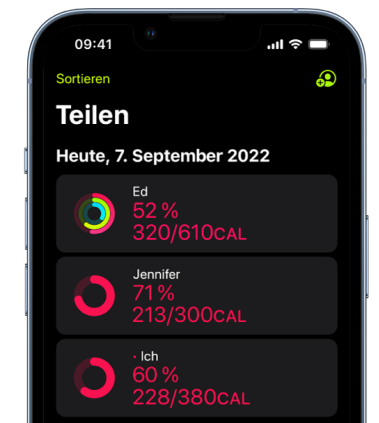 09:41
Sortieren
Teilen
Heute, 7. September 2022
Ed
52 %
320/610CAL
Jennifer
71 %
213/300CAL
· Ich
60 %
228/380CAL